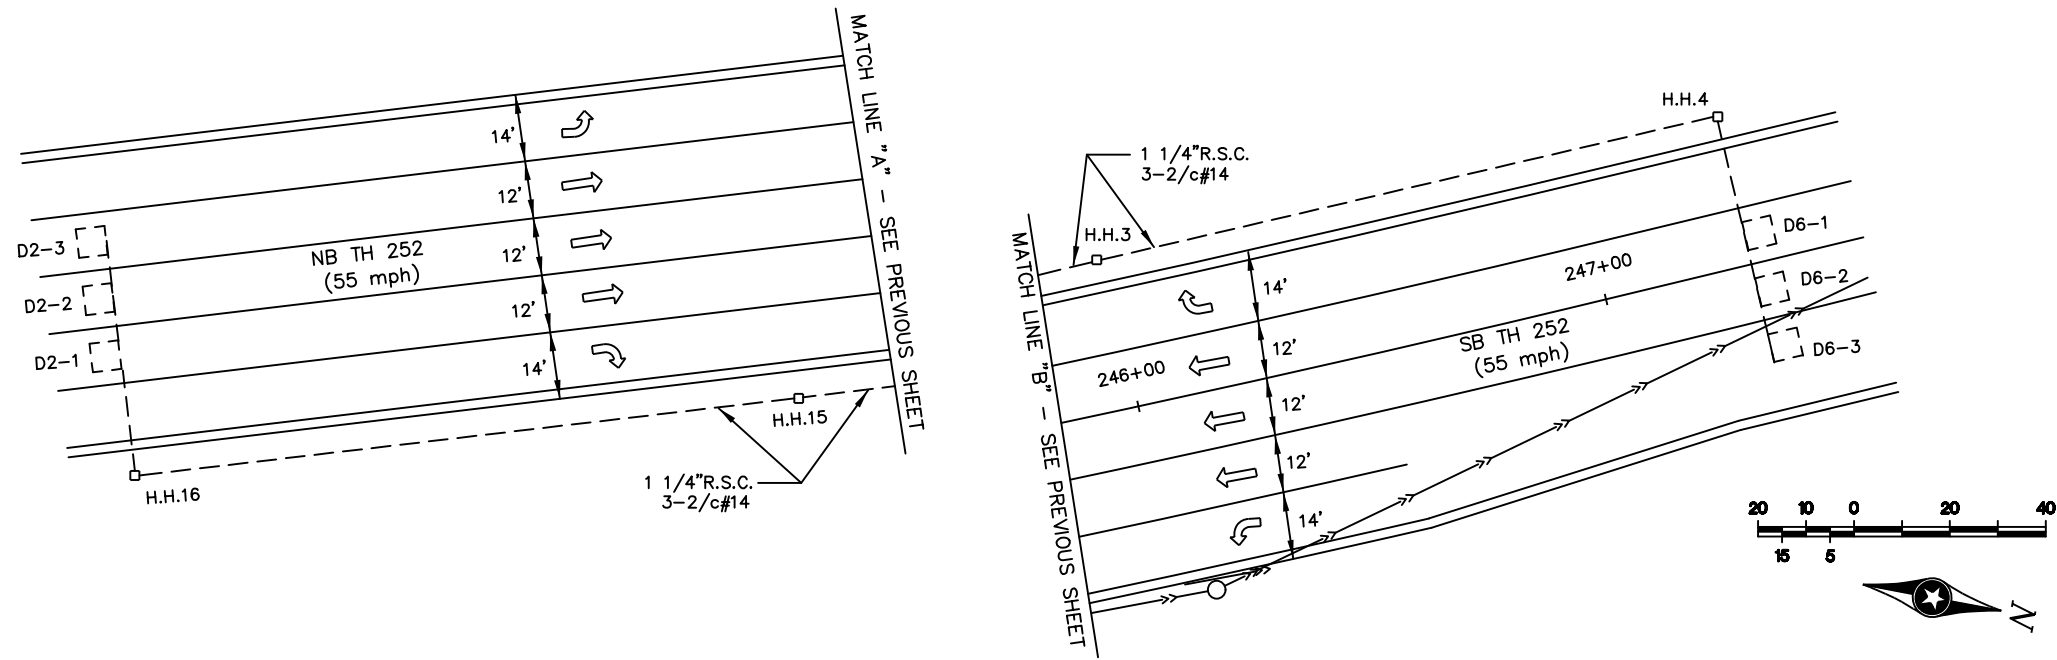 14'
12'
12'
12'
14'
D2-3
D2-2
D2-1
NB TH 252
(55 mph)
H.H.16
H.H.15
1 1/4"R.S.C.
3-2/c#14
MATCH LINE "A" - SEE PREVIOUS SHEET
MATCH LINE "B" - SEE PREVIOUS SHEET
1 1/4"R.S.C.
3-2/c#14
H.H.3
H.H.4
14'
12'
12'
12'
14'
246+00
247+00
SB TH 252
(55 mph)
D6-1
D6-2
D6-3
20 10 0 20 40
15 5
N